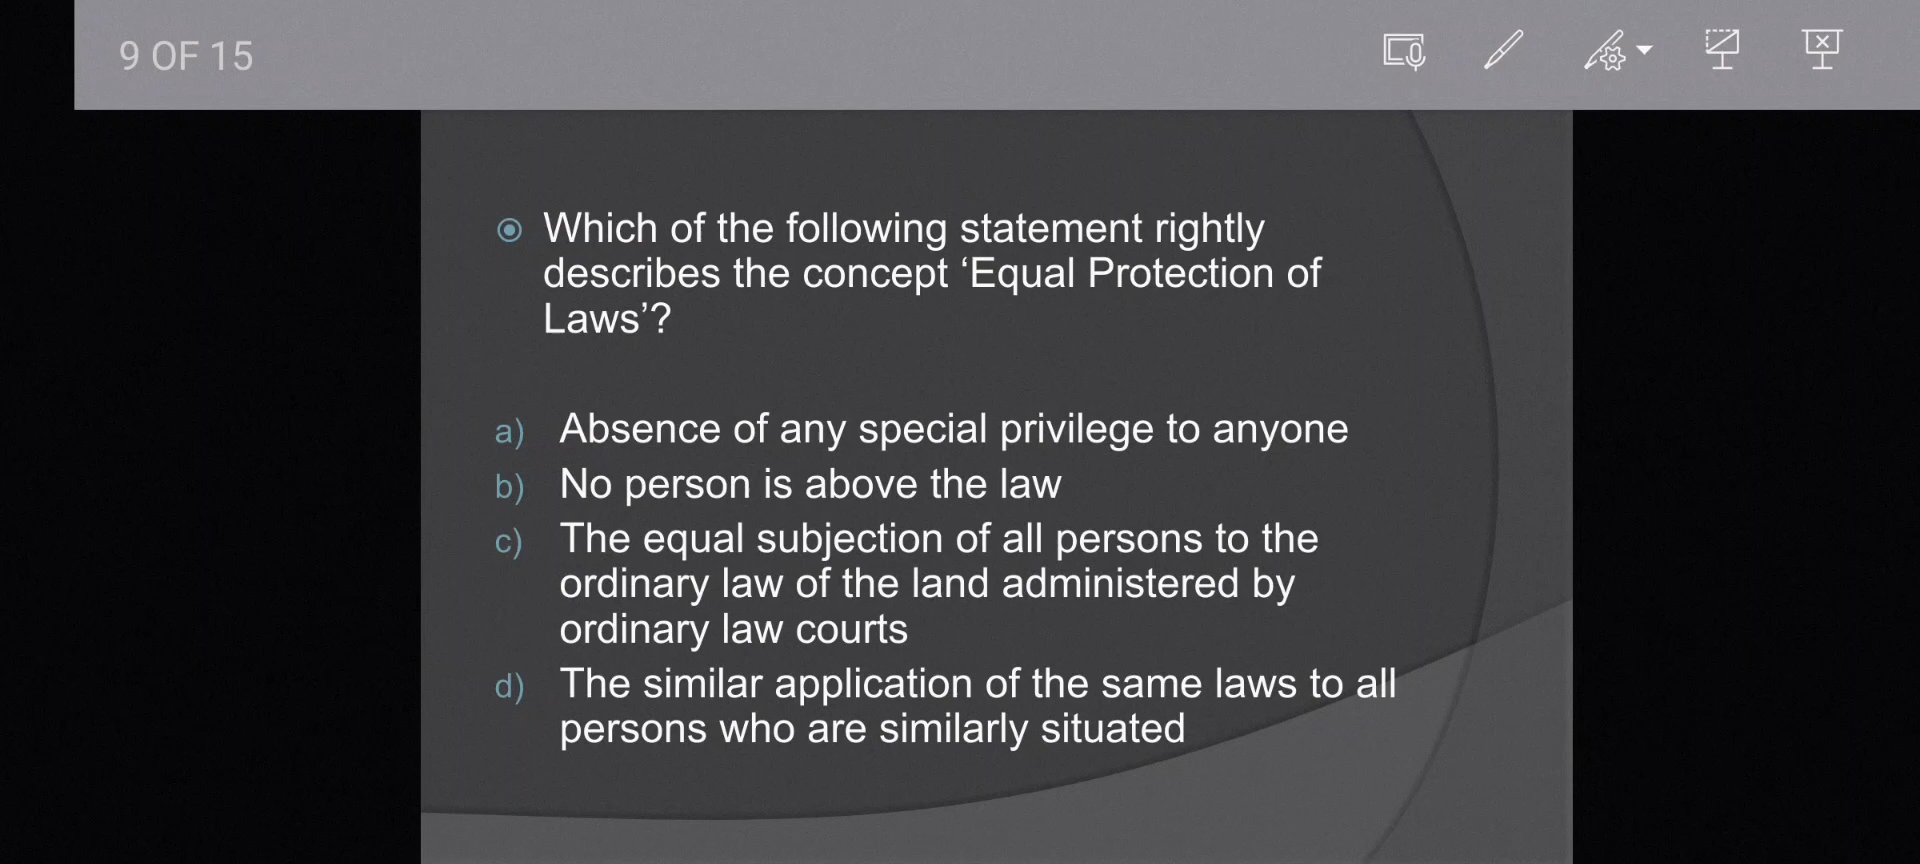 9 OF 15
Which of the following statement rightly
describes the concept ‘Equal Protection of
Laws’?
a) Absence of any special privilege to anyone
b) No person is above the law
c) The equal subjection of all persons to the
ordinary law of the land administered by
ordinary law courts
d) The similar application of the same laws to all
persons who are similarly situated